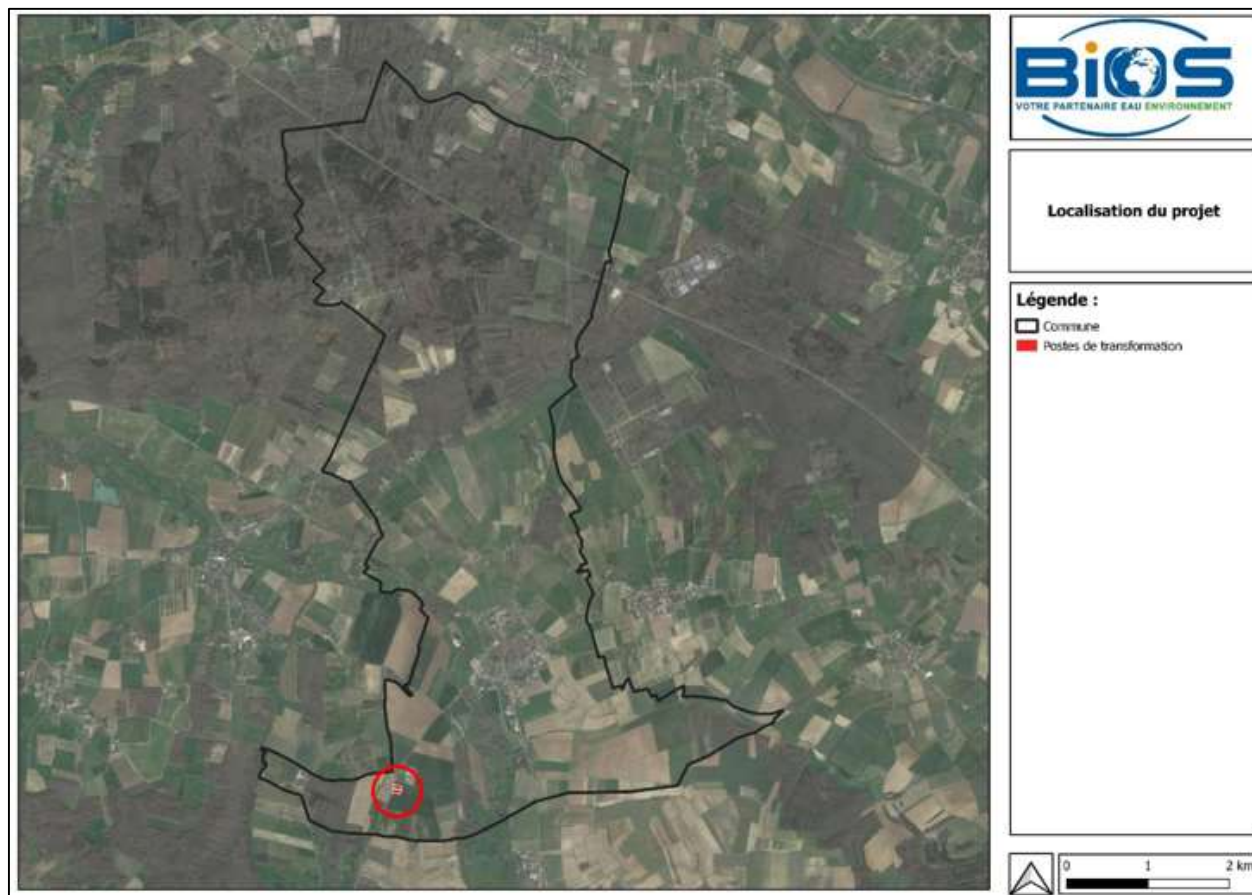 BiOS
VOTRE PARTENAIRE EAU ENVIRONNEMENT
Localisation du projet
Légende :
Commune
Postes de transformation
0 1 2 km